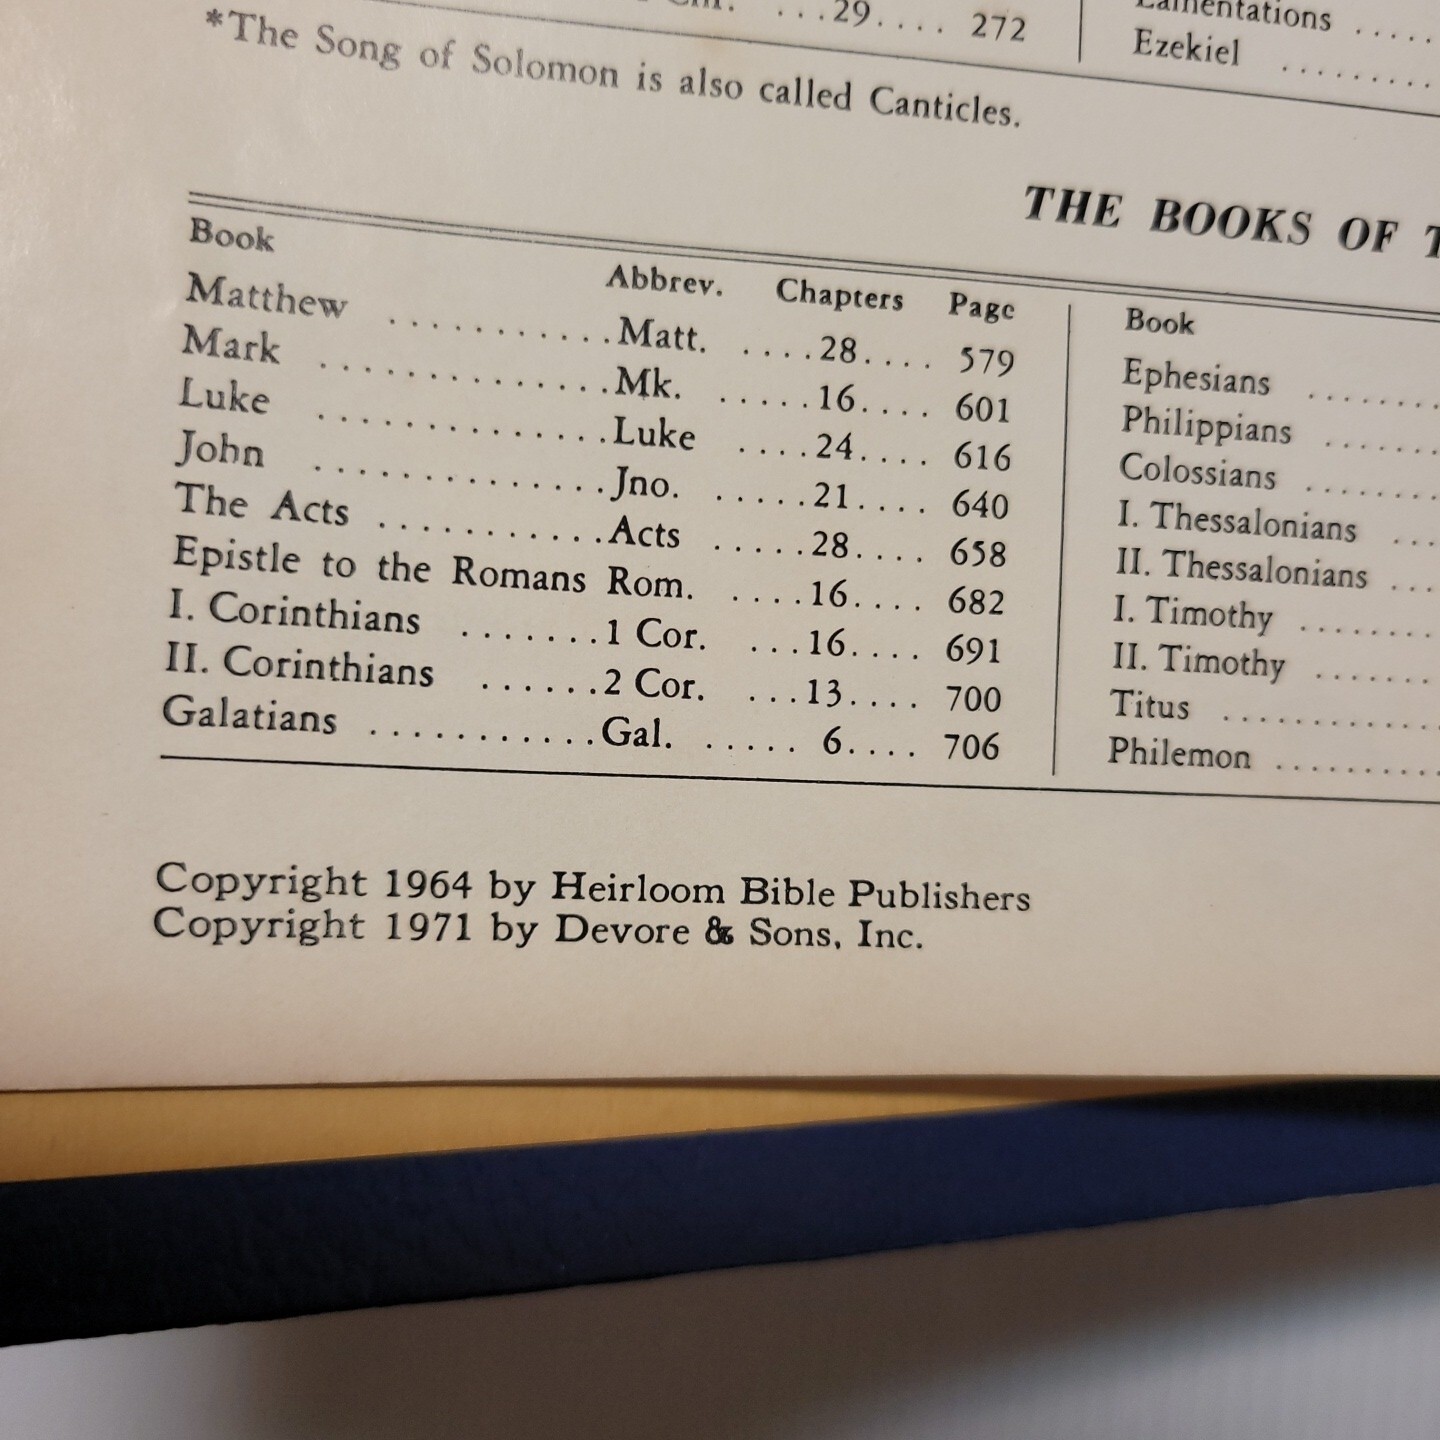 ...29.... 272
*The Song of Solomon is also called Canticles.
Lamentations .....
Ezekiel .........
THE BOOKS OF
Book Abbrev. Chapters Page
Matthew ...........Matt. ....28.... 579
Mark ..............Mk. .....16.... 601
Luke ..............Luke ....24.... 616
John ..............Jno. .....21.... 640
The Acts ...........Acts .....28.... 658
Epistle to the Romans Rom. ....16.... 682
I. Corinthians .......1 Cor. ...16.... 691
II. Corinthians ......2 Cor. ...13.... 700
Galatians ...........Gal. ..... 6.... 706
Book
Ephesians ........
Philippians .......
Colossians ........
I. Thessalonians ...
II. Thessalonians ...
I. Timothy ........
II. Timothy .......
Titus .............
Philemon ..........
Copyright 1964 by Heirloom Bible Publishers
Copyright 1971 by Devore & Sons, Inc.